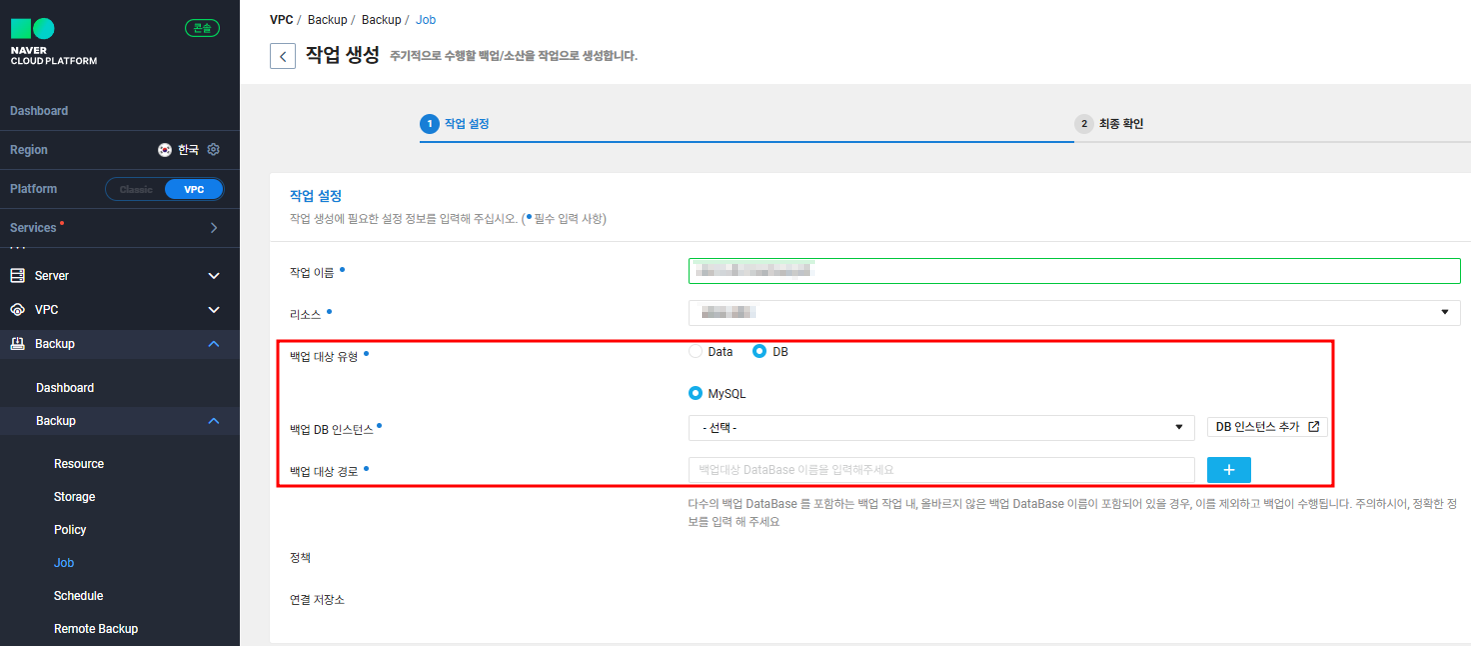 콘솔
NAVER
CLOUD PLATFORM
Dashboard
Region 한국
Platform Classic VPC
Services
Server
VPC
Backup
Dashboard
Backup
Resource
Storage
Policy
Job
Schedule
Remote Backup
VPC / Backup / Backup / Job
작업 생성 주기적으로 수행할 백업/소산을 작업으로 생성합니다.
1 작업 설정
2 최종 확인
작업 설정
작업 생성에 필요한 설정 정보를 입력해 주십시오. (•필수 입력 사항)
작업 이름 •
리소스 •
백업 대상 유형 • Data DB
MySQL
백업 DB 인스턴스 • - 선택 - DB 인스턴스 추가
백업 대상 경로 • 백업대상 DataBase 이름을 입력해주세요 +
다수의 백업 DataBase 를 포함하는 백업 작업 내, 올바르지 않은 백업 DataBase 이름이 포함되어 있을 경우, 이를 제외하고 백업이 수행됩니다. 주의하시어, 정확한 정
보를 입력 해 주세요
정책
연결 저장소